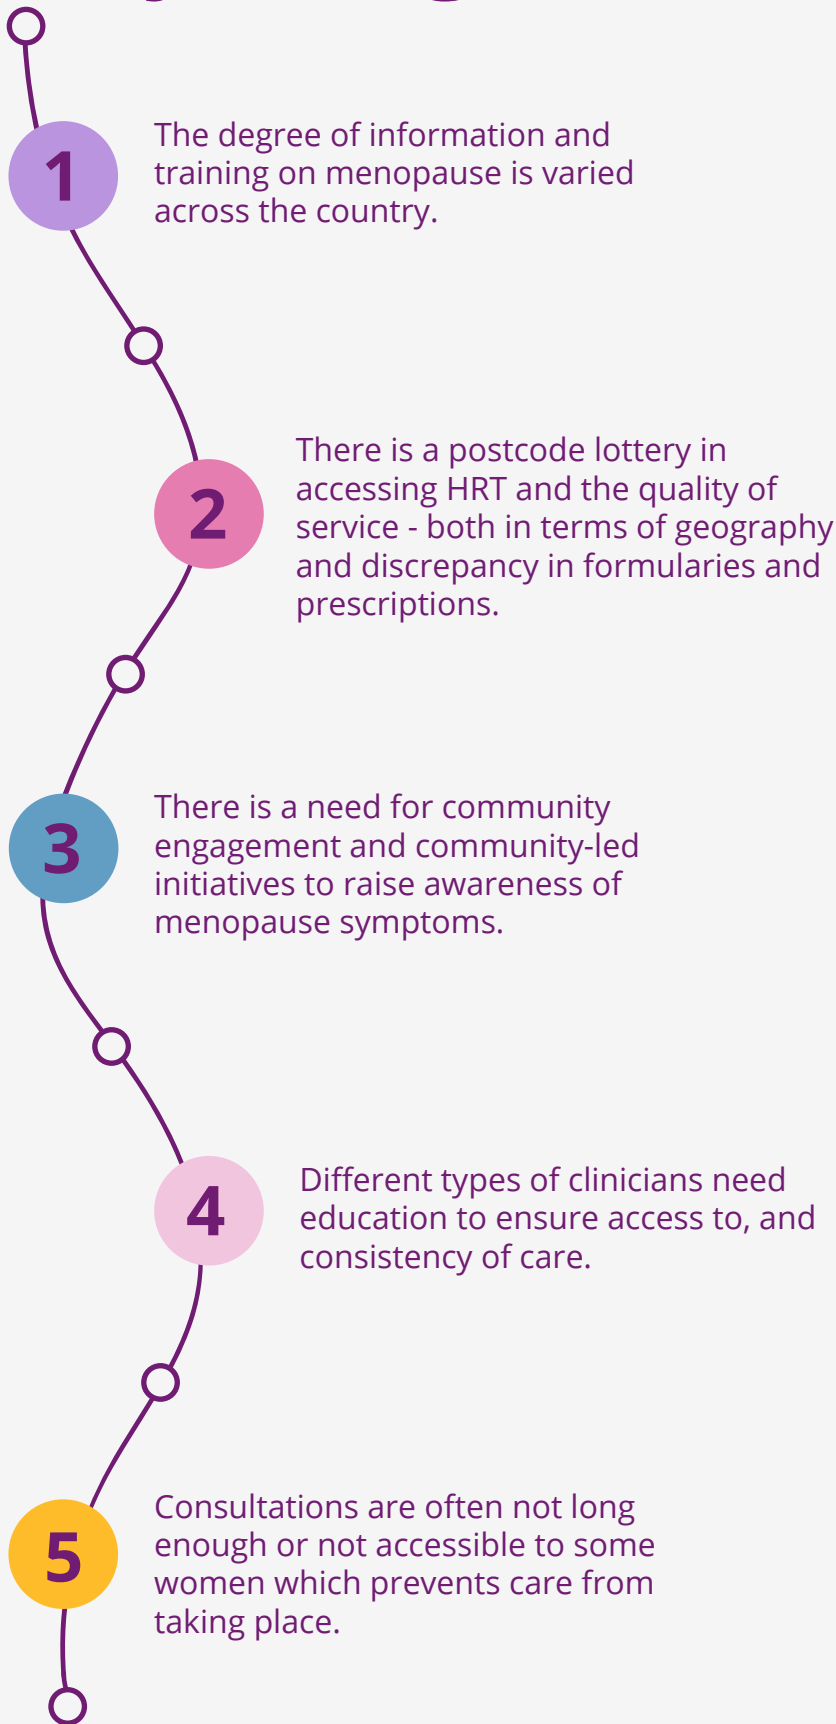 1
The degree of information and
training on menopause is varied
across the country.
2
There is a postcode lottery in
accessing HRT and the quality of
service - both in terms of geography
and discrepancy in formularies and
prescriptions.
3
There is a need for community
engagement and community-led
initiatives to raise awareness of
menopause symptoms.
4
Different types of clinicians need
education to ensure access to, and
consistency of care.
5
Consultations are often not long
enough or not accessible to some
women which prevents care from
taking place.